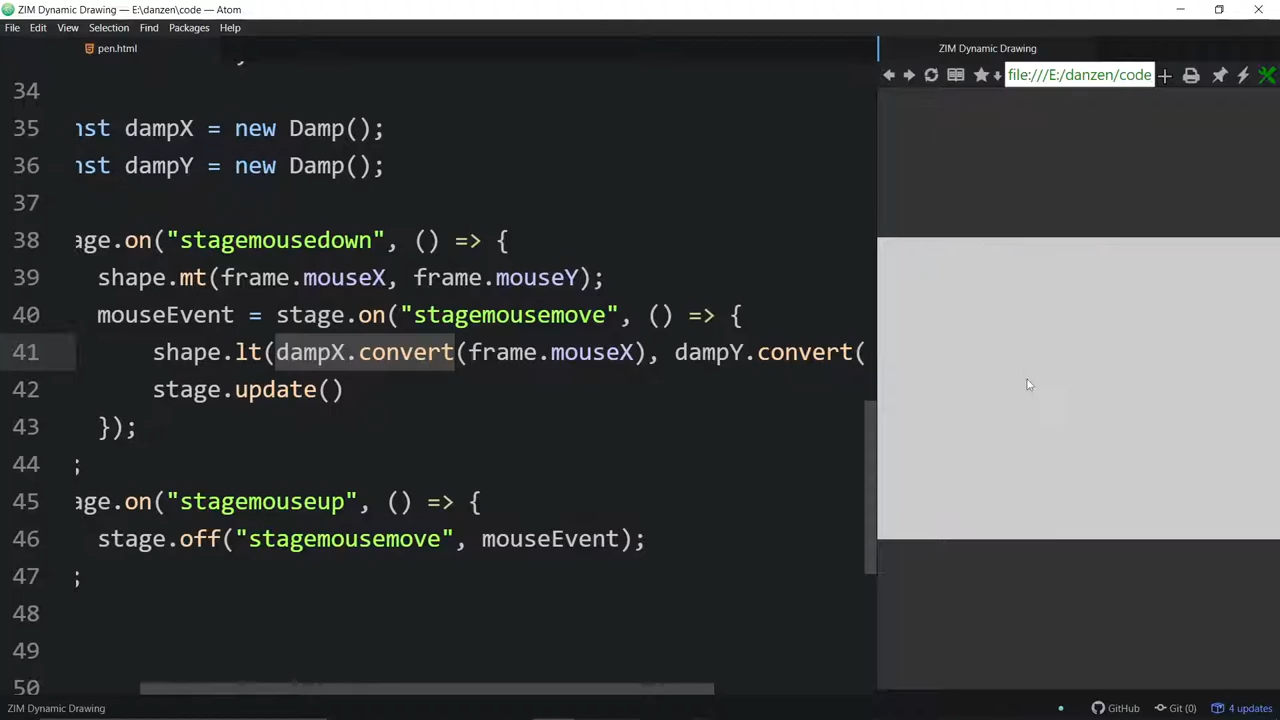 ZIM Dynamic Drawing — E:\danzen\code — Atom
File Edit View Selection Find Packages Help
pen.html
ZIM Dynamic Drawing
file:///E:/danzen/code
34
35 nst dampX = new Damp();
36 nst dampY = new Damp();
37
38 age.on("stagemousedown", () => {
39 shape.mt(frame.mouseX, frame.mouseY);
40 mouseEvent = stage.on("stagemousemove", () => {
41 shape.lt(dampX.convert(frame.mouseX), dampY.convert(
42 stage.update()
43 });
44 ;
45 age.on("stagemouseup", () => {
46 stage.off("stagemousemove", mouseEvent);
47 ;
48
49
50
ZIM Dynamic Drawing
GitHub Git (0) 4 updates